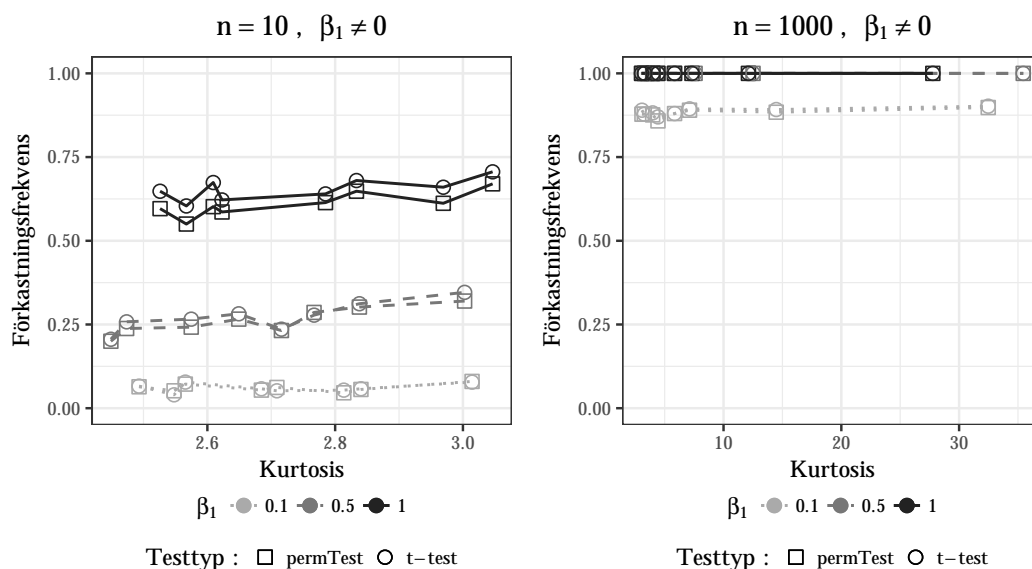 n = 10 , β₁ ≠ 0
Förkastningsfrekvens
1.00
0.75
0.50
0.25
0.00
2.6 2.8 3.0
Kurtosis
β₁ 0.1 0.5 1
Testtyp : permTest t−test
n = 1000 , β₁ ≠ 0
Förkastningsfrekvens
1.00
0.75
0.50
0.25
0.00
10 20 30
Kurtosis
β₁ 0.1 0.5 1
Testtyp : permTest t−test